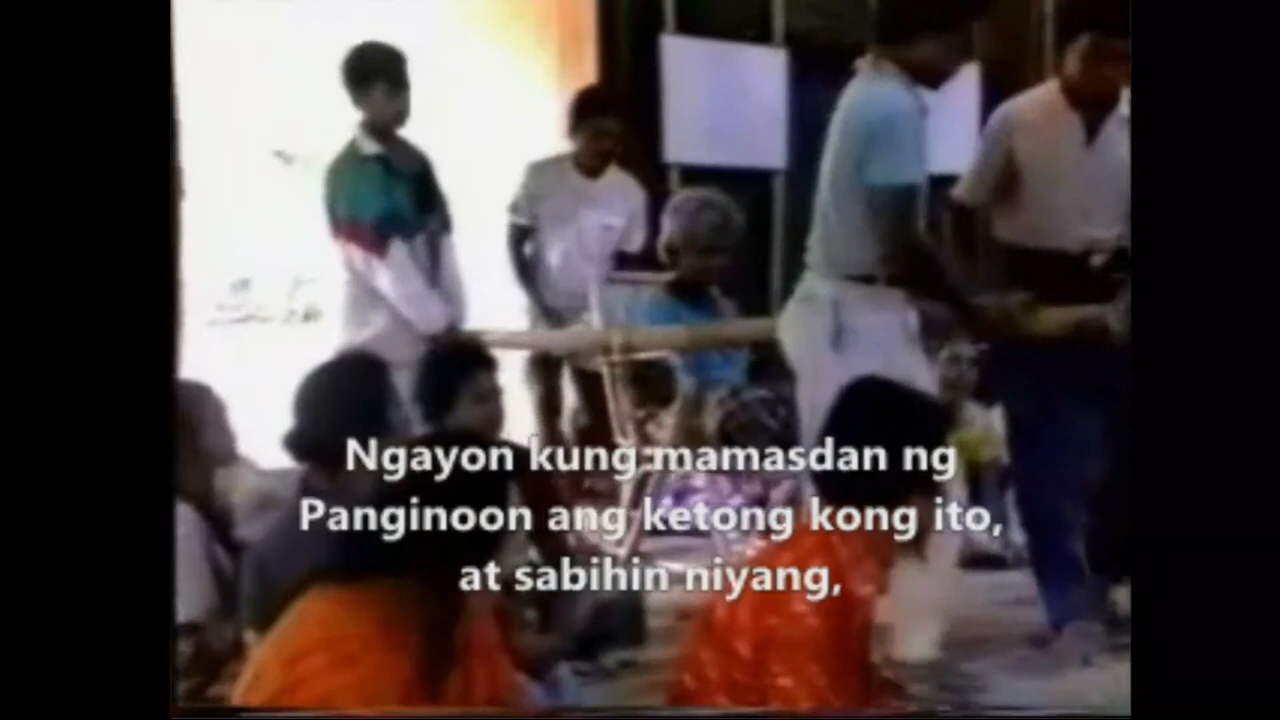 Ngayon kung mamasdan ng
Panginoon ang ketong kong ito,
at sabihin niyang,